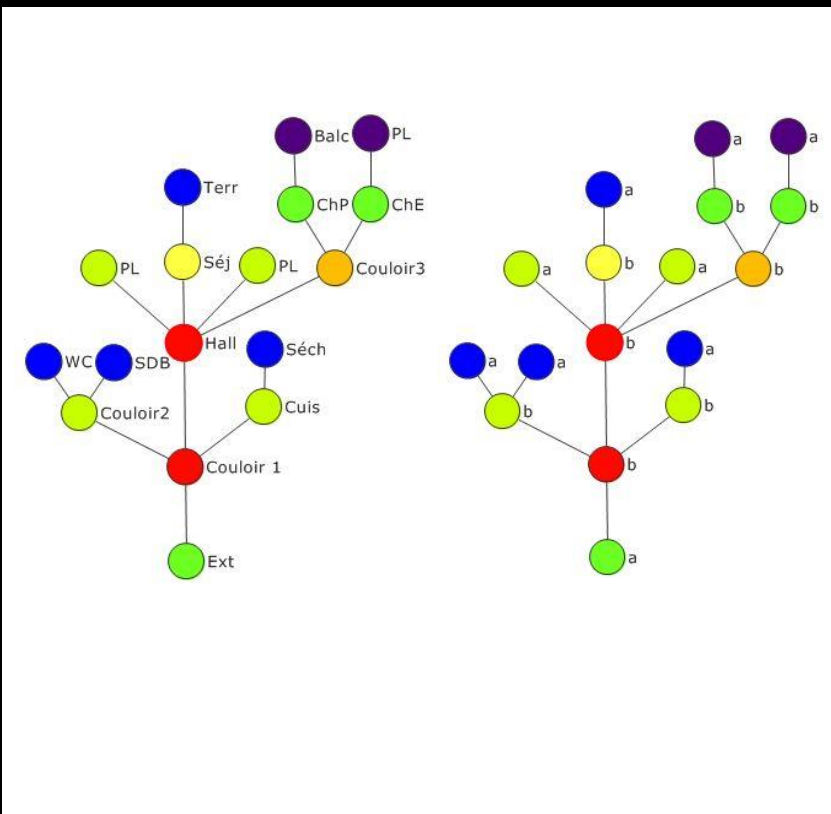 Balc PL
Terr
ChP ChE
PL Séj PL Couloir3
Hall
WC SDB Séch
Couloir2 Cuis
Couloir 1
Ext
a a
a
b b
a b a b
b
a a a
b b
b
a